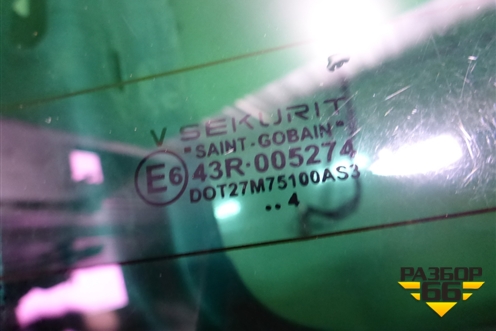 V SEKURIT
"SAINT-GOBAIN"
E6 43R-005274
DOT27M75100AS3
..4
РАЗБОР
66